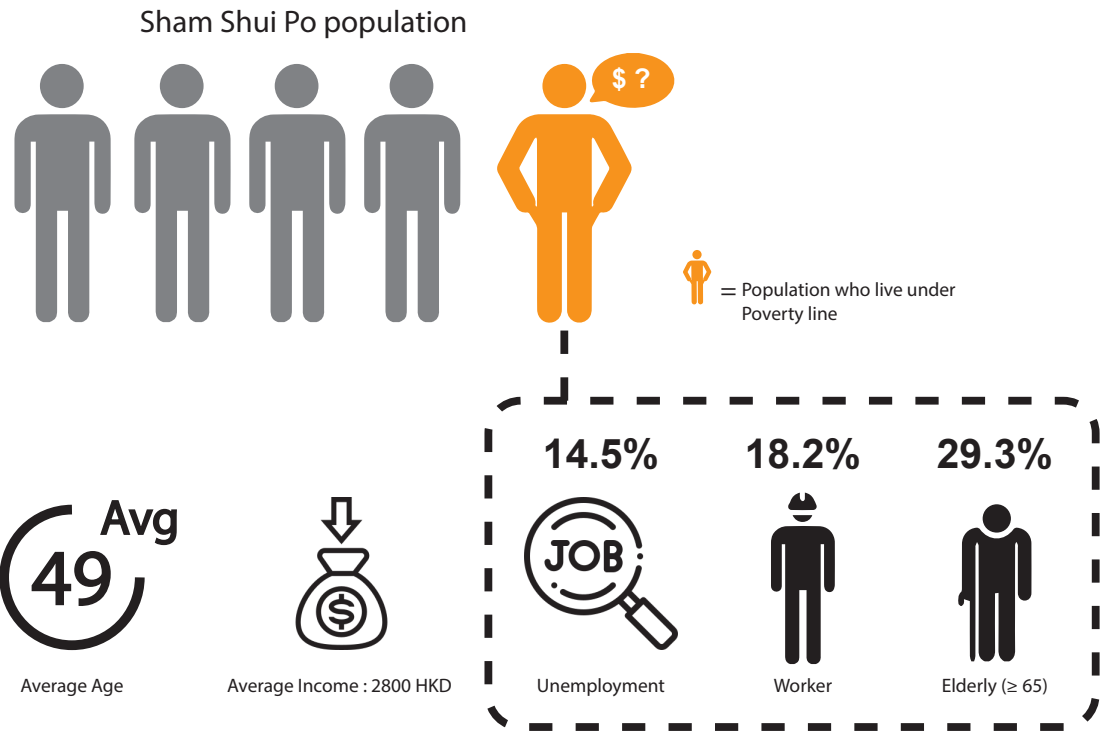 Sham Shui Po population
$ ?
= Population who live under
Poverty line
14.5%
18.2%
29.3%
Avg
49
JOB
$
Average Age
Average Income : 2800 HKD
Unemployment
Worker
Elderly (≥ 65)